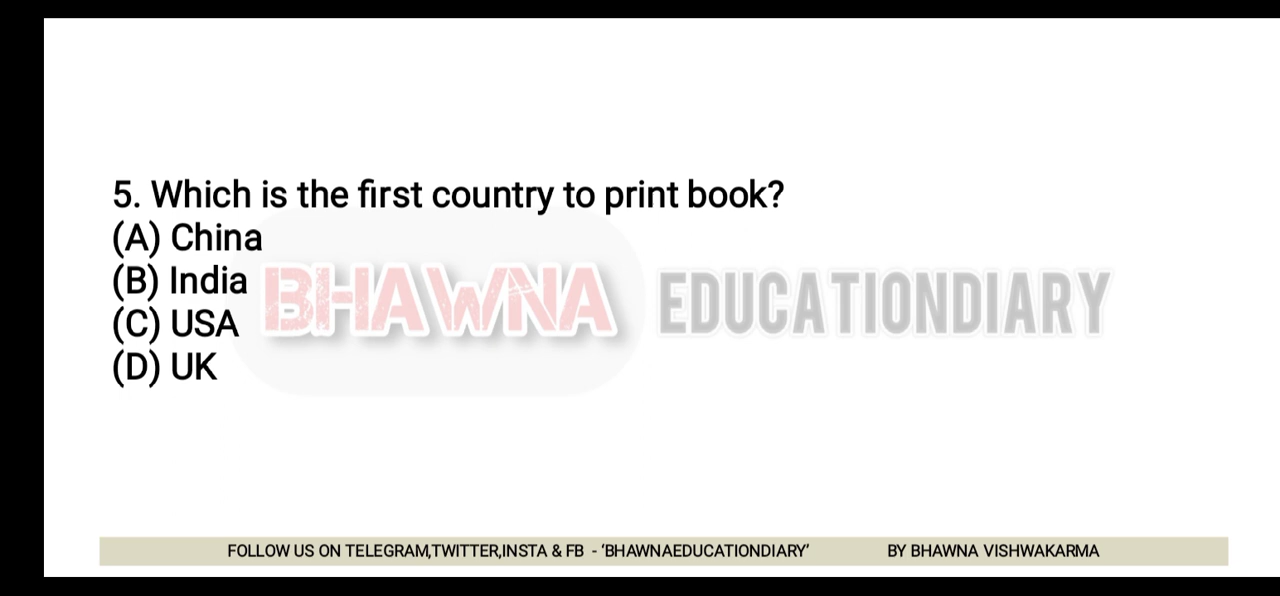 5. Which is the first country to print book?
(A) China
(B) India
(C) USA
(D) UK
BHAWNA EDUCATIONDIARY
FOLLOW US ON TELEGRAM,TWITTER,INSTA & FB - 'BHAWNAEDUCATIONDIARY' BY BHAWNA VISHWAKARMA